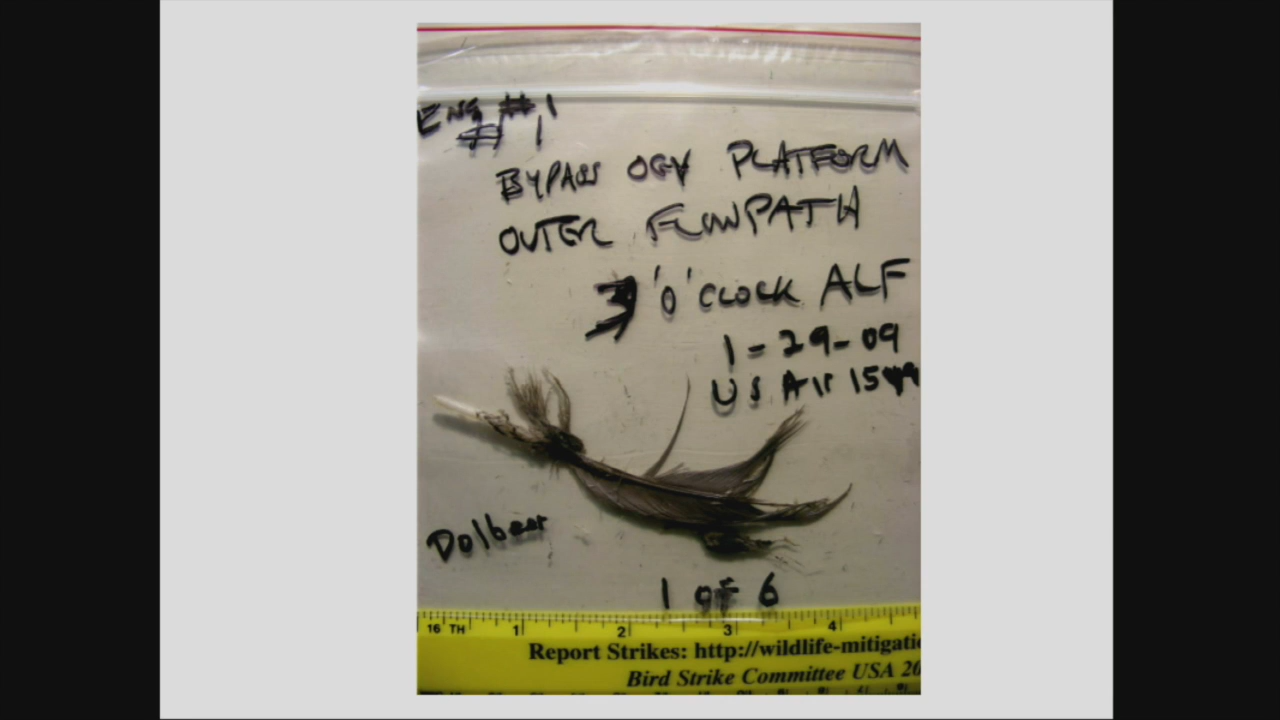 ENG #1
#1
BYPASS OGV PLATFORM
OUTER FLOWPATH
3 'O' CLOCK ALF
1-29-09
US Air 1549
Dolbeer
1 of 6
16 TH 1 2 3 4
Report Strikes: http://wildlife-mitigatio
Bird Strike Committee USA 20